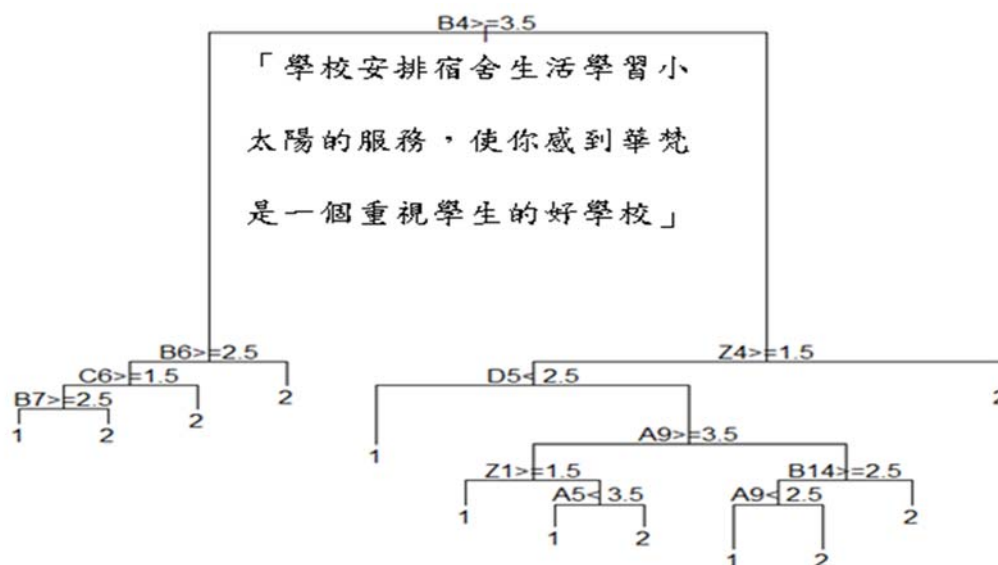 B4>=3.5
「學校安排宿舍生活學習小
太陽的服務，使你感到華梵
是一個重視學生的好學校」
B6>=2.5
Z4>=1.5
C6>=1.5
2
D5< 2.5
2
B7>=2.5
2
1
2
1
A9>=3.5
Z1>=1.5
B14>=2.5
1
A5< 3.5
A9< 2.5
2
1
2
1
2